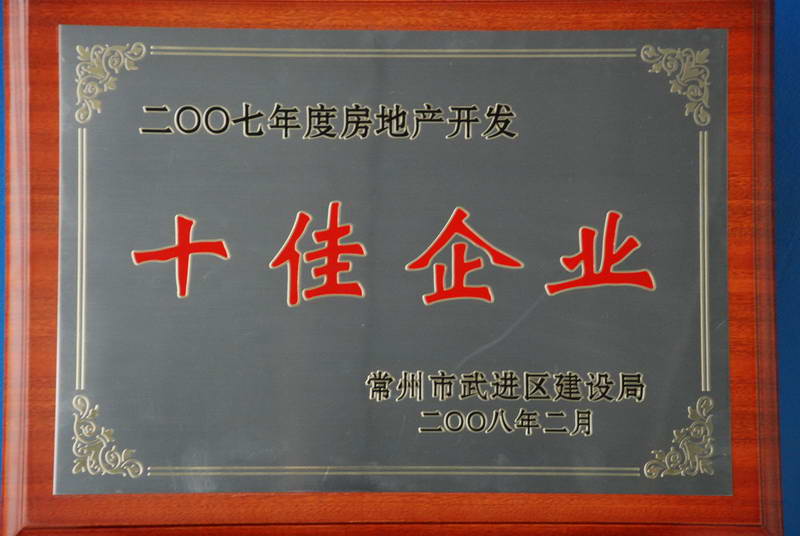 二〇〇七年度房地产开发
十佳企业
常州市武进区建设局
二〇〇八年二月